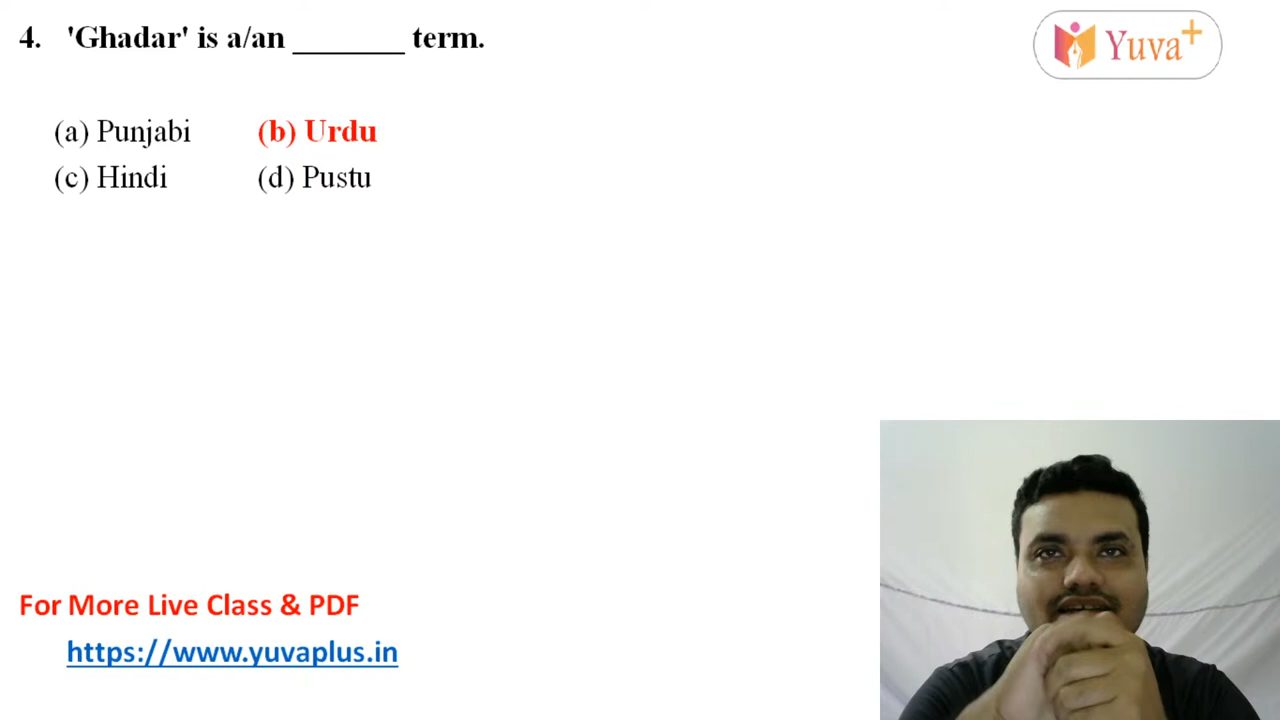 4. 'Ghadar' is a/an _______ term.
Yuva+
(a) Punjabi (b) Urdu
(c) Hindi (d) Pustu
For More Live Class & PDF
https://www.yuvaplus.in